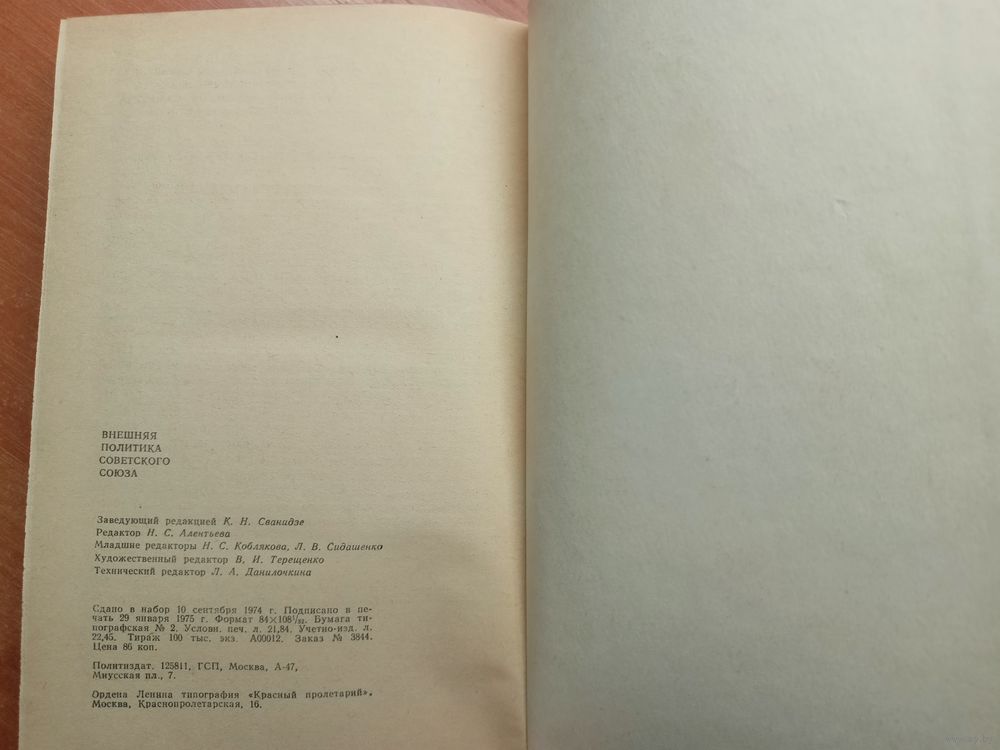 ВНЕШНЯЯ
ПОЛИТИКА
СОВЕТСКОГО
СОЮЗА
Заведующий редакцией К. Н. Сванидзе
Редактор Н. С. Алентьева
Младшие редакторы Н. С. Коблякова, Л. В. Сидашенко
Художественный редактор В. И. Терещенко
Технический редактор Л. А. Данилочкина
Сдано в набор 10 сентября 1974 г. Подписано в пе-
чать 29 января 1975 г. Формат 84×108¹/₃₂. Бумага ти-
пографская № 2. Условн. печ. л. 21,84. Учетно-изд. л.
22,45. Тираж 100 тыс. экз. А00012. Заказ № 3844.
Цена 86 коп.
Политиздат. 125811, ГСП, Москва, А-47,
Миусская пл., 7.
Ордена Ленина типография «Красный пролетарий».
Москва, Краснопролетарская, 16.